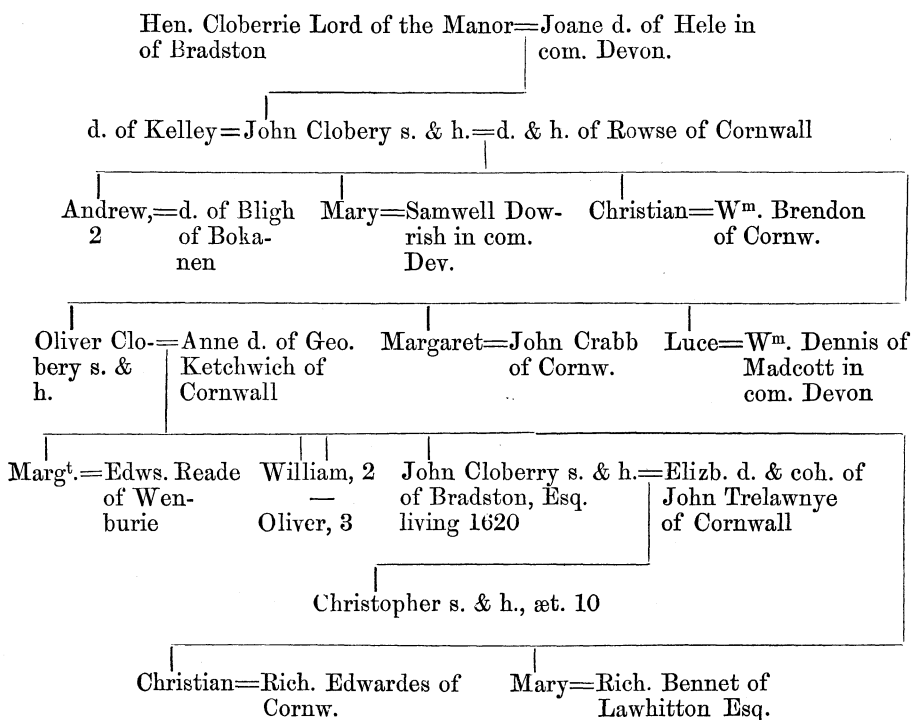 Hen. Cloberrie Lord of the Manor=Joane d. of Hele in
of Bradston com. Devon.
d. of Kelley=John Clobery s. & h.=d. & h. of Rowse of Cornwall
Andrew,=d. of Bligh Mary=Samwell Dow- Christian=Wᵐ. Brendon
2 of Boka- rish in com. of Cornw.
nen Dev.
Oliver Clo-=Anne d. of Geo. Margaret=John Crabb Luce=Wᵐ. Dennis of
bery s. & Ketchwich of of Cornw. Madcott in
h. Cornwall com. Devon
Margᵗ.=Edws. Reade William, 2 John Cloberry s. & h.=Elizb. d. & coh. of
of Wen- — of Bradston, Esq. John Trelawnye
burie Oliver, 3 living 1620 of Cornwall
Christopher s. & h., æt. 10
Christian=Rich. Edwardes of Mary=Rich. Bennet of
Cornw. Lawhitton Esq.